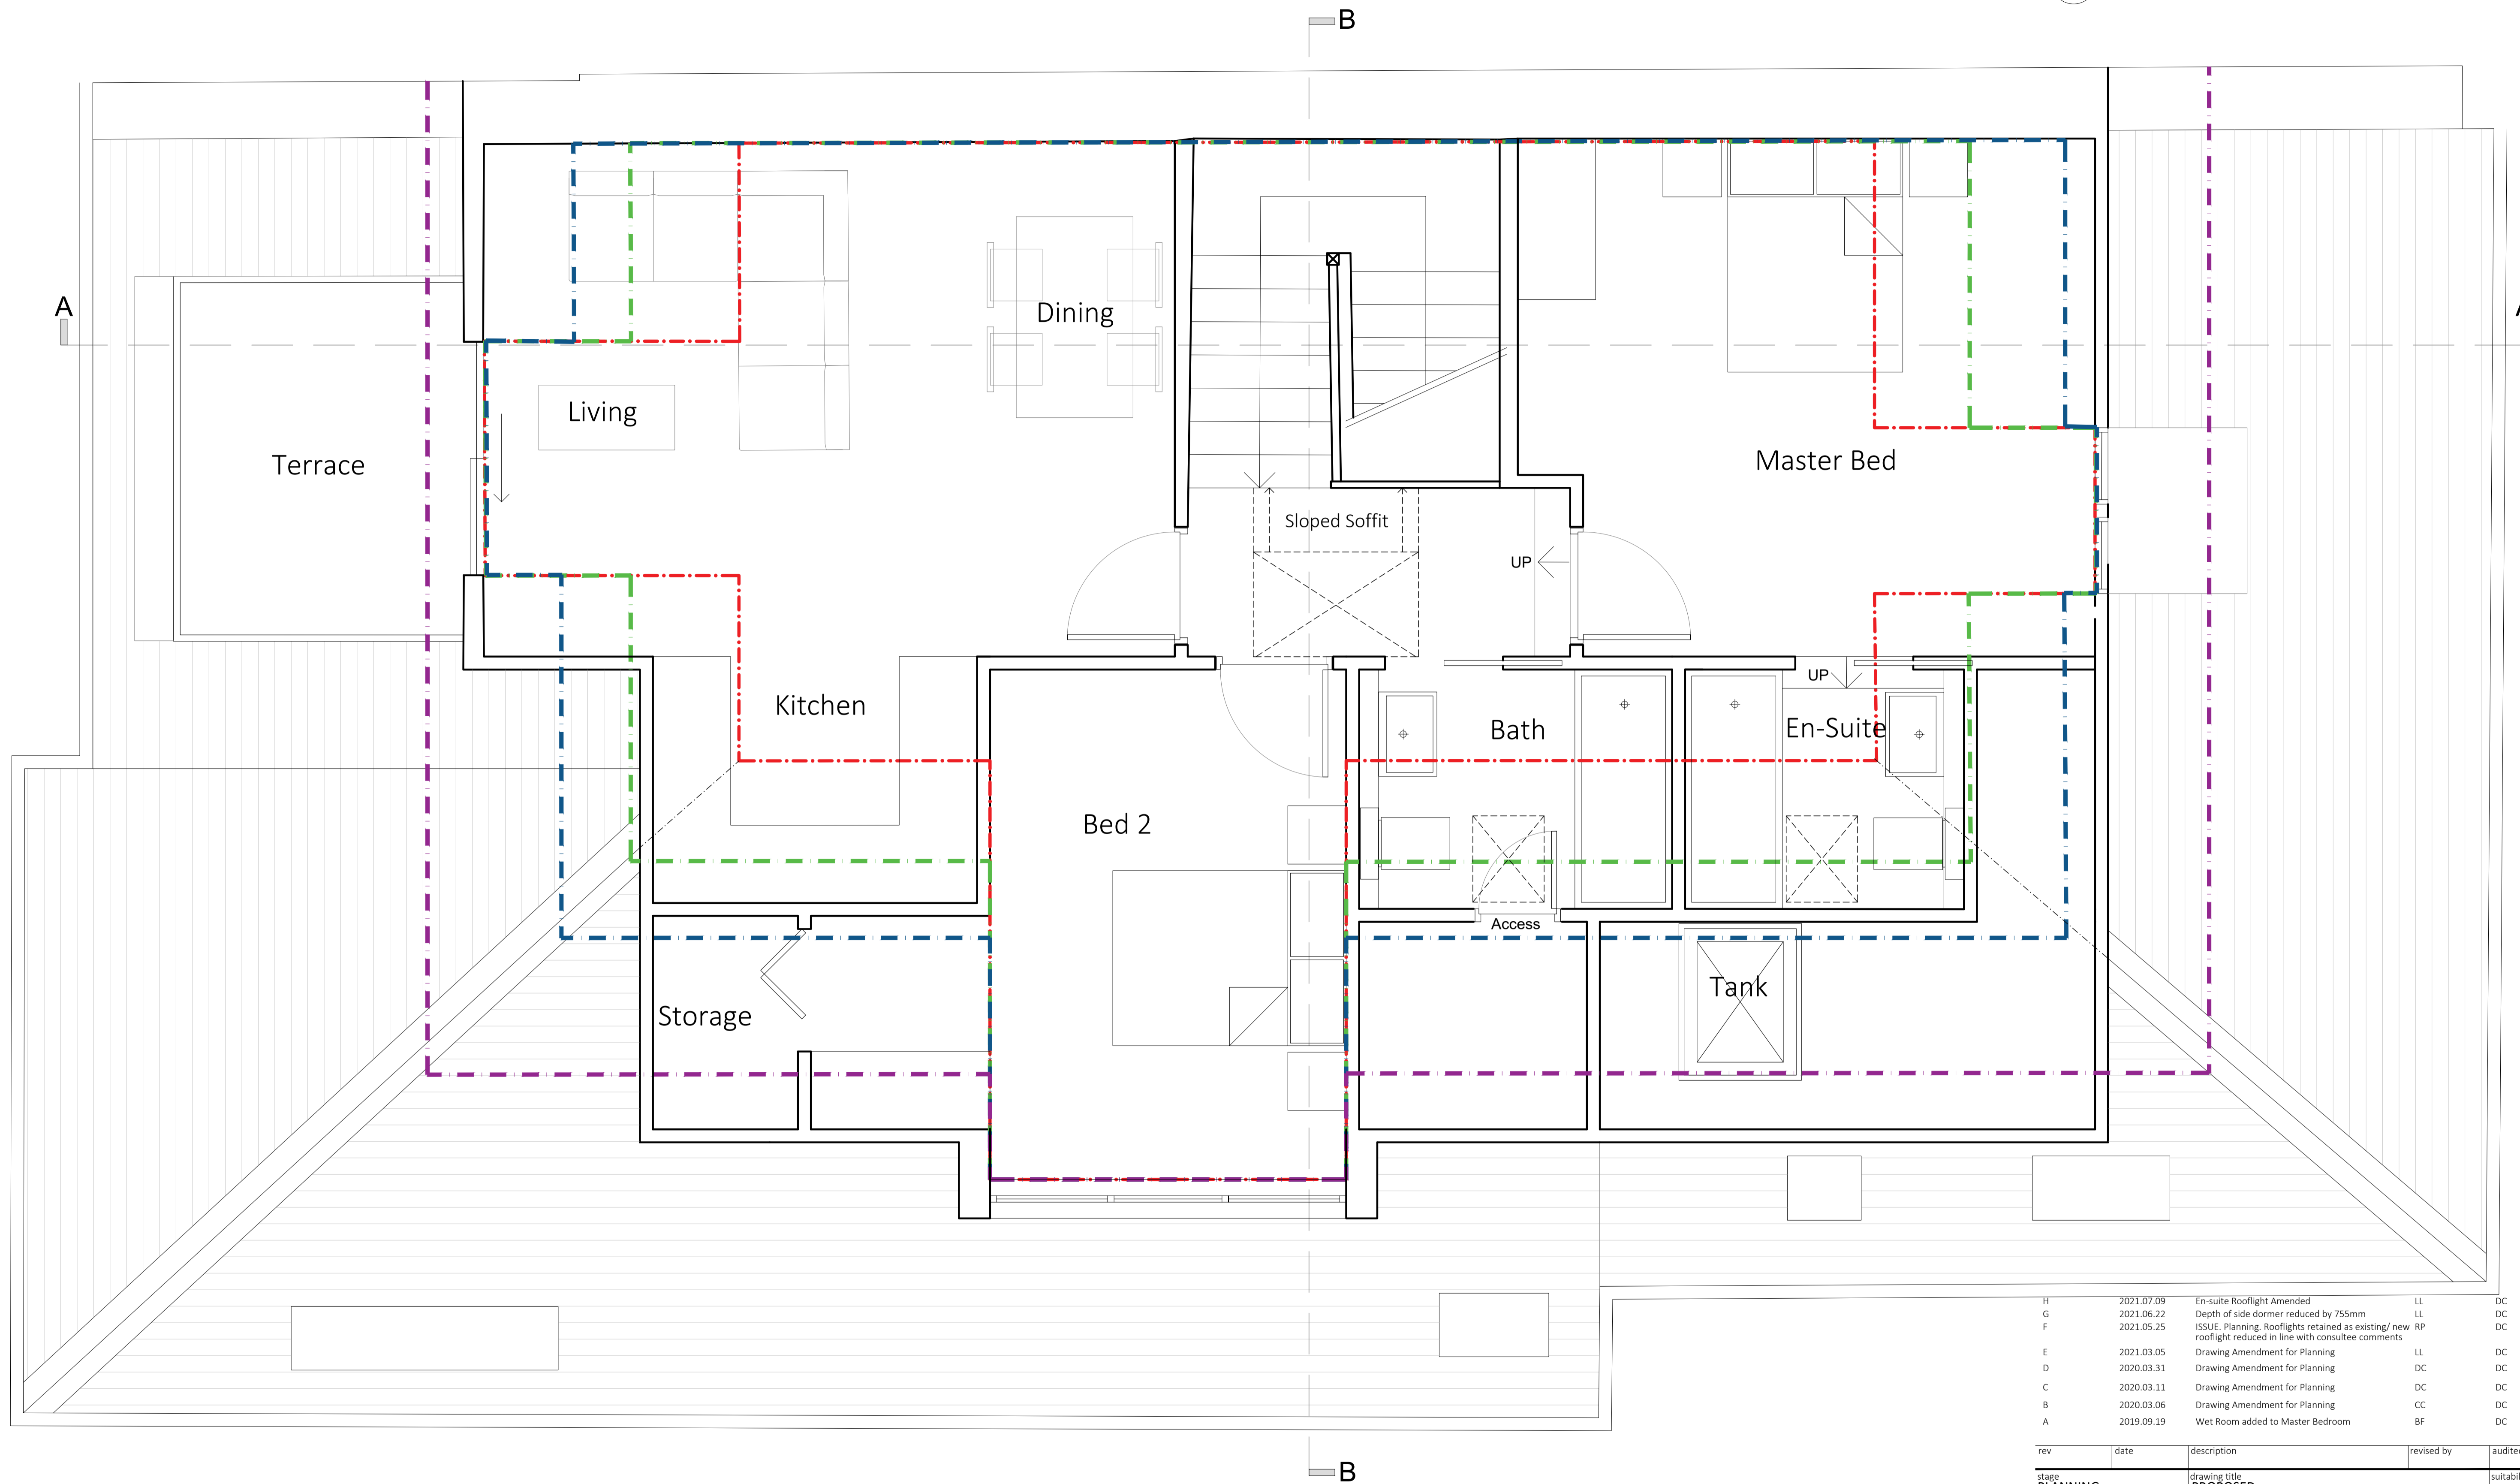 B
A
Dining
Living
Terrace
Master Bed
Sloped Soffit
UP
UP
Kitchen
Bath
En-Suite
Bed 2
Access
Tank
Storage
H 2021.07.09 En-suite Rooflight Amended LL DC
G 2021.06.22 Depth of side dormer reduced by 755mm LL DC
F 2021.05.25 ISSUE. Planning. Rooflights retained as existing/ new RP DC
rooflight reduced in line with consultee comments
E 2021.03.05 Drawing Amendment for Planning LL DC
D 2020.03.31 Drawing Amendment for Planning DC DC
C 2020.03.11 Drawing Amendment for Planning DC DC
B 2020.03.06 Drawing Amendment for Planning CC DC
A 2019.09.19 Wet Room added to Master Bedroom BF DC
rev date description revised by
stage drawing title
PLANNING PROPOSED
B